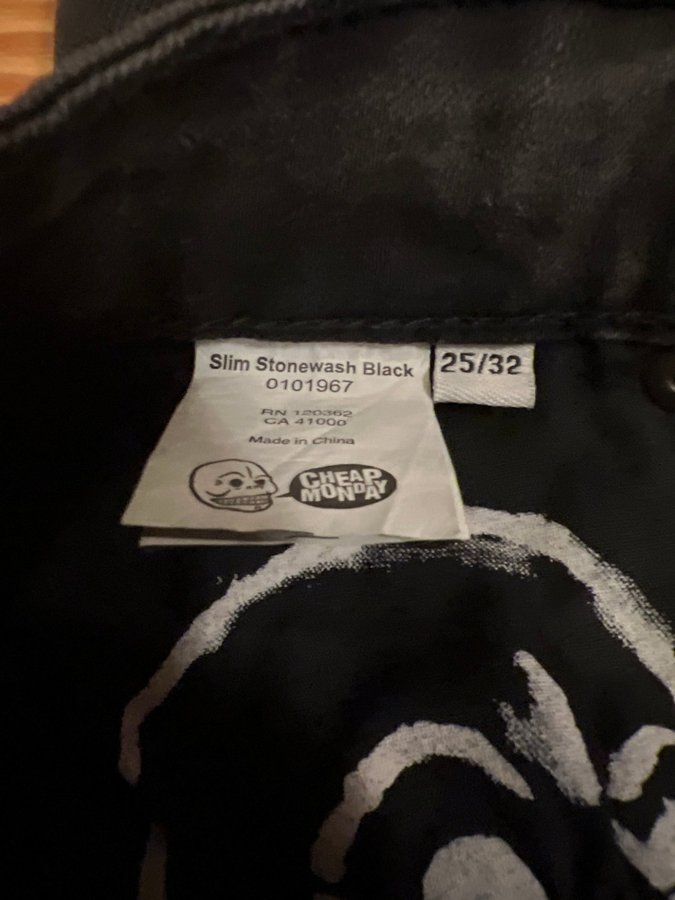 Slim Stonewash Black
0101967
RN 120362
CA 41000
Made in China
CHEAP
MONDAY
25/32